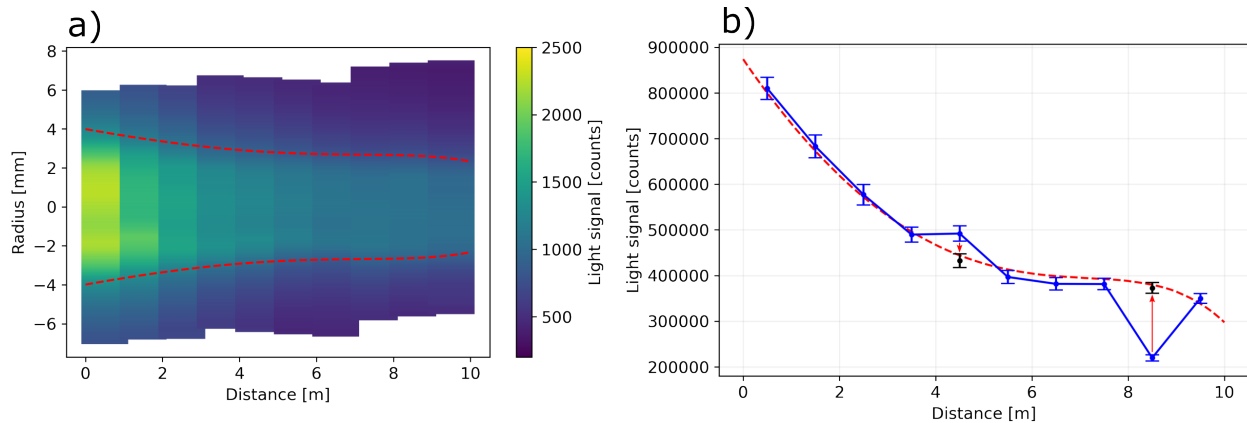 a)
8
6
4
2
0
−2
−4
−6
Radius [mm]
0 2 4 6 8 10
Distance [m]
2500
2000
1500
1000
500
Light signal [counts]
b)
900000
800000
700000
600000
500000
400000
300000
200000
Light signal [counts]
0 2 4 6 8 10
Distance [m]